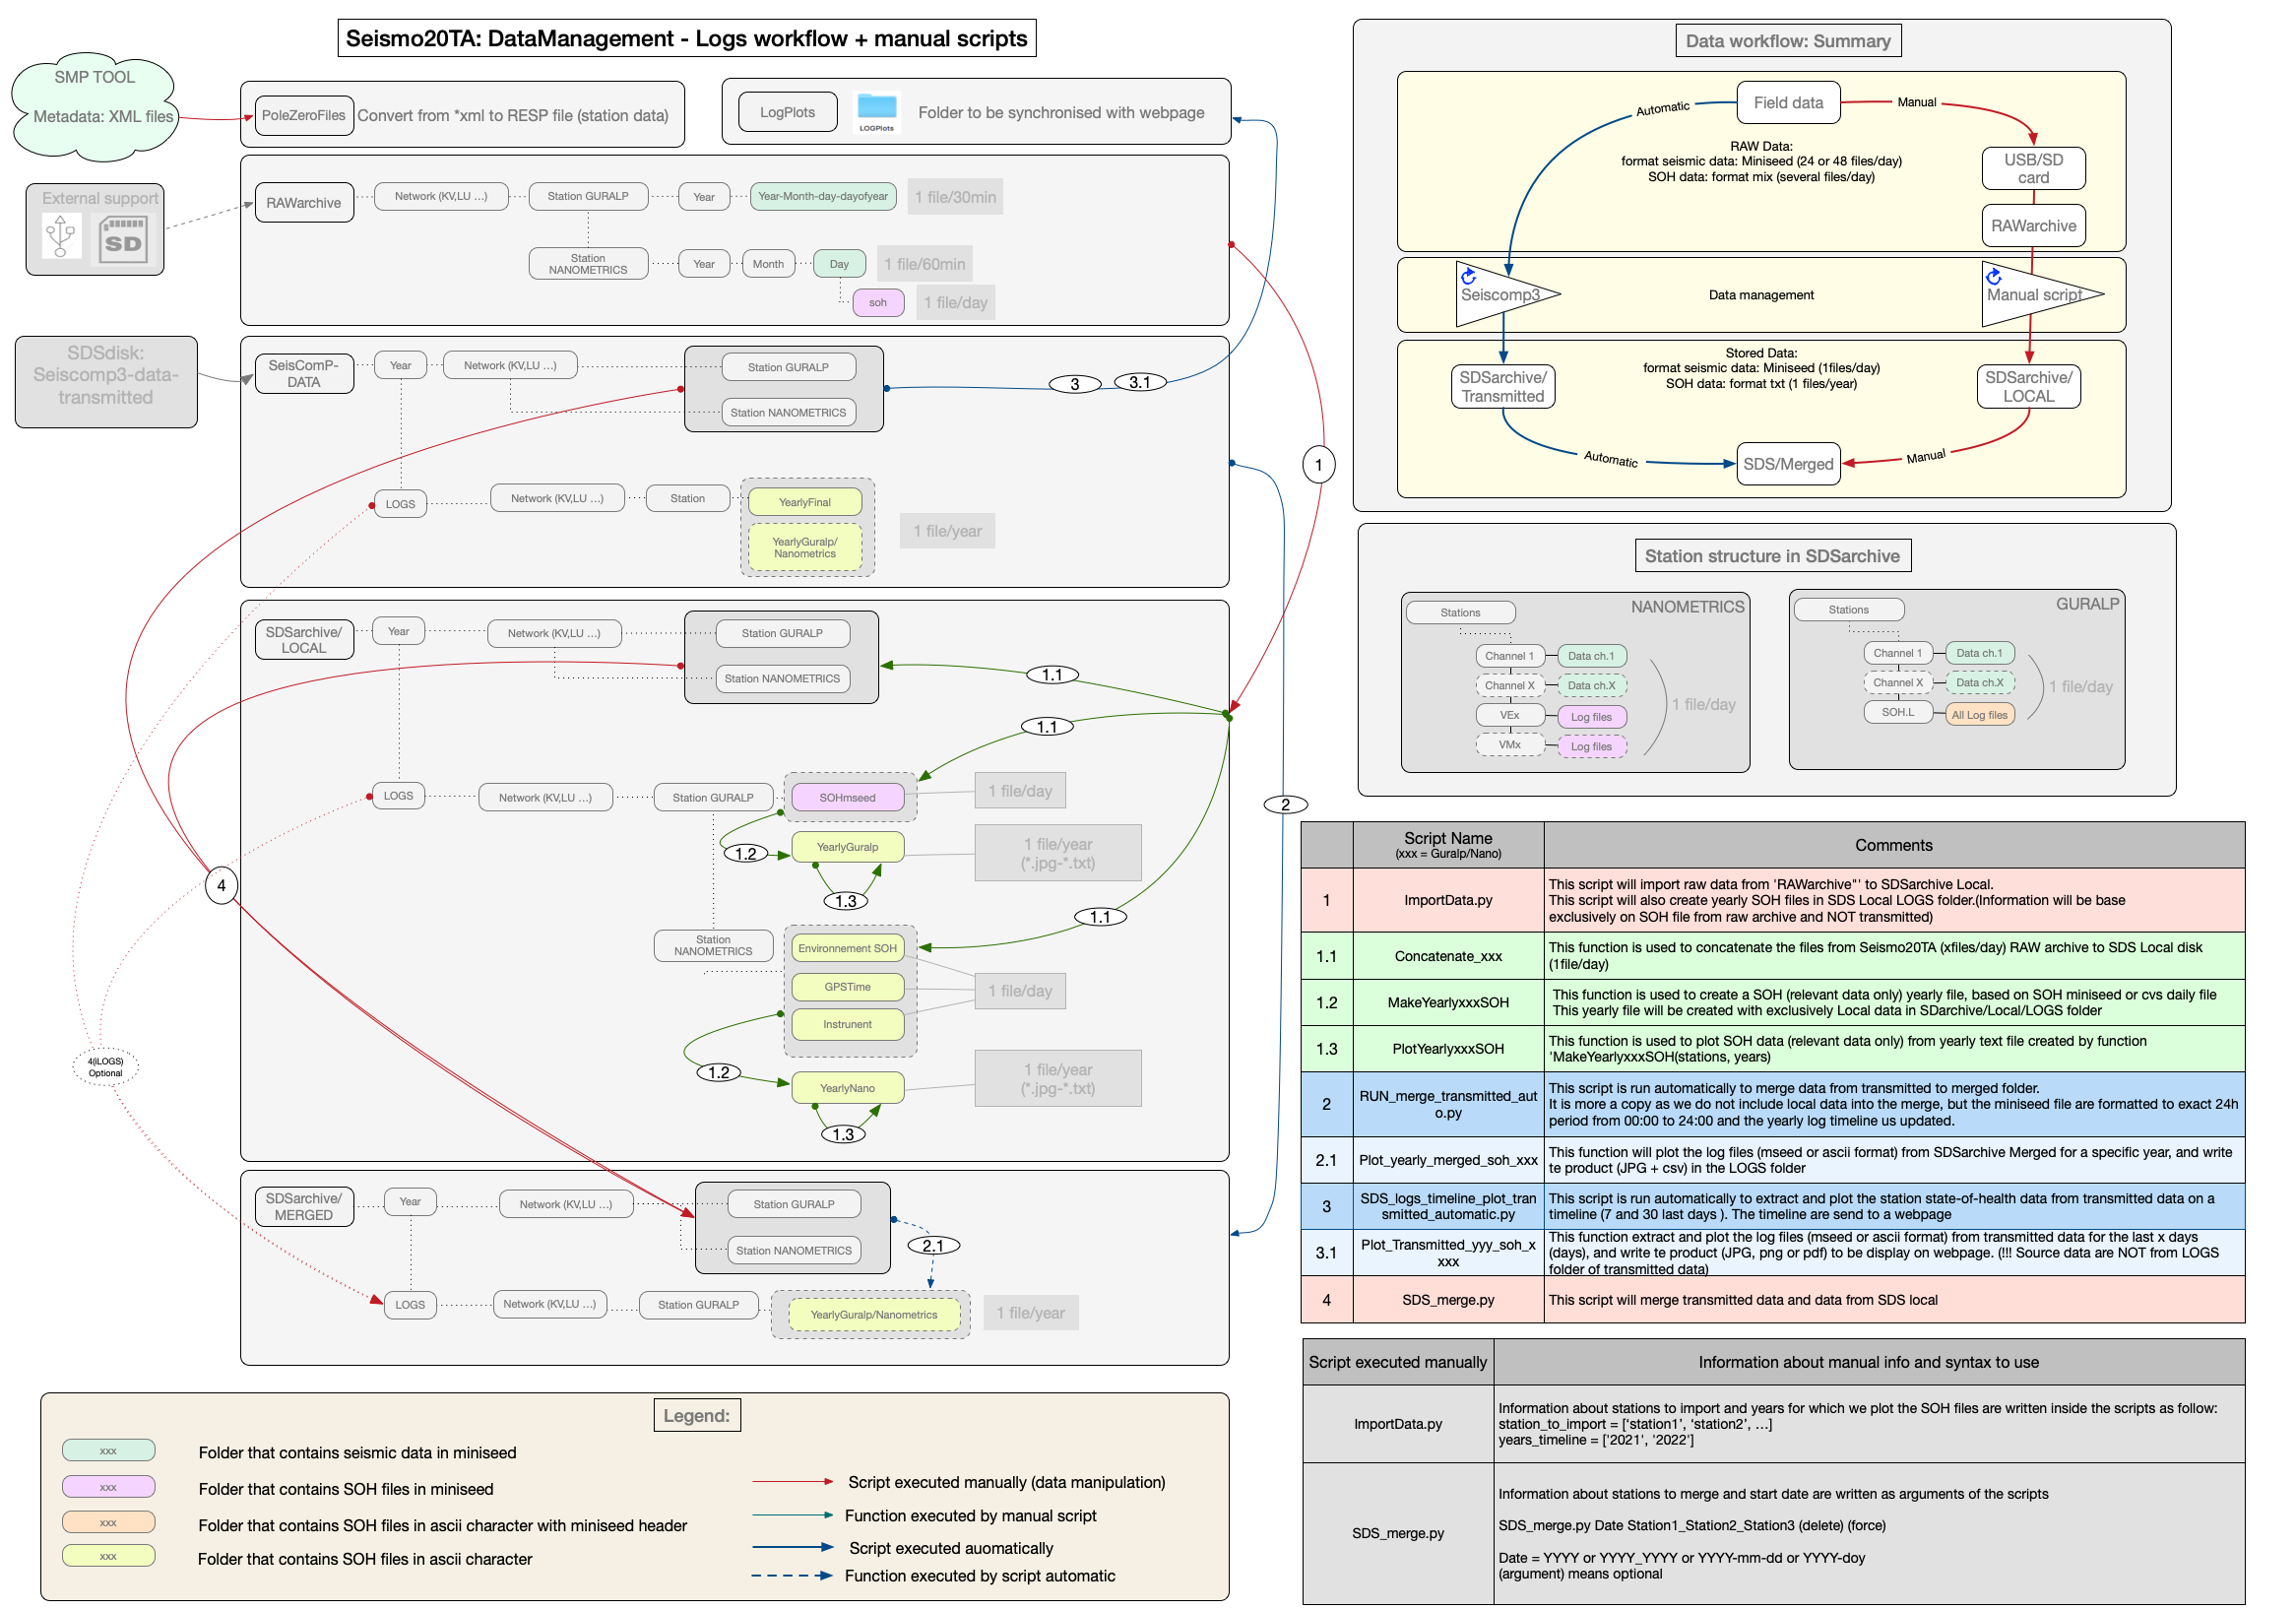 Seismo20TA: DataManagement - Logs workflow + manual scripts
SMP TOOL
Metadata: XML files
PoleZeroFiles
Convert from *xml to RESP file (station data)
LogPlots
LOGPlots
Folder to be synchronised with webpage
External support
SD
RAWarchive
Network (KV,LU ...)
Station GURALP
Year
Year-Month-day-dayofyear
1 file/30min
Station
NANOMETRICS
Year
Month
Day
1 file/60min
soh
1 file/day
SDSdisk:
Seiscomp3-data-
transmitted
SeisComP-
DATA
Year
Network (KV,LU ...)
Station GURALP
Station NANOMETRICS
3
3.1
1
LOGS
Network (KV,LU ...)
Station
YearlyFinal
YearlyGuralp/
Nanometrics
1 file/year
SDSarchive/
LOCAL
Year
Network (KV,LU ...)
Station GURALP
Station NANOMETRICS
1.1
1.1
LOGS
Network (KV,LU ...)
Station GURALP
SOHmseed
1 file/day
2
1.2
YearlyGuralp
1 file/year
(*.jpg-*.txt)
1.3
4
1.1
Station
NANOMETRICS
Environnement SOH
GPSTime
Instrunent
1 file/day
4(lLOGS)
Optional
1.2
YearlyNano
1 file/year
(*.jpg-*.txt)
1.3
SDSarchive/
MERGED
Year
Network (KV,LU ...)
Station GURALP
Station NANOMETRICS
2.1
LOGS
Network (KV,LU ...)
Station GURALP
YearlyGuralp/Nanometrics
1 file/year
Legend:
xxx
Folder that contains seismic data in miniseed
xxx
Folder that contains SOH files in miniseed
xxx
Folder that contains SOH files in ascii character with miniseed header
xxx
Folder that contains SOH files in ascii character
Script executed manually (data manipulation)
Function executed by manual script
Script executed auomatically
Function executed by script automatic
Data workflow: Summary
Field data
Automatic
Manual
RAW Data:
format seismic data: Miniseed (24 or 48 files/day)
SOH data: format mix (several files/day)
USB/SD
card
RAWarchive
Seiscomp3
Data management
Manual script
Stored Data:
format seismic data: Miniseed (1files/day)
SOH data: format txt (1 files/year)
SDSarchive/
Transmitted
SDSarchive/
LOCAL
Automatic
SDS/Merged
Manual
Station structure in SDSarchive
NANOMETRICS
Stations
Channel 1
Data ch.1
Channel X
Data ch.X
VEx
Log files
VMx
Log files
1 file/day
GURALP
Stations
Channel 1
Data ch.1
Channel X
Data ch.X
SOH.L
All Log files
1 file/day
Script Name
(xxx = Guralp/Nano)
Comments
1
ImportData.py
This script will import raw data from 'RAWarchive"' to SDSarchive Local.
This script will also create yearly SOH files in SDS Local LOGS folder.(Information will be base
exclusively on SOH file from raw archive and NOT transmitted)
1.1
Concatenate_xxx
This function is used to concatenate the files from Seismo20TA (xfiles/day) RAW archive to SDS Local disk
(1file/day)
1.2
MakeYearlyxxxSOH
This function is used to create a SOH (relevant data only) yearly file, based on SOH miniseed or cvs daily file
This yearly file will be created with exclusively Local data in SDarchive/Local/LOGS folder
1.3
PlotYearlyxxxSOH
This function is used to plot SOH data (relevant data only) from yearly text file created by function
'MakeYearlyxxxSOH(stations, years)
2
RUN_merge_transmitted_aut
o.py
This script is run automatically to merge data from transmitted to merged folder.
It is more a copy as we do not include local data into the merge, but the miniseed file are formatted to exact 24h
period from 00:00 to 24:00 and the yearly log timeline us updated.
2.1
Plot_yearly_merged_soh_xxx
This function will plot the log files (mseed or ascii format) from SDSarchive Merged for a specific year, and write
te product (JPG + csv) in the LOGS folder
3
SDS_logs_timeline_plot_tran
smitted_automatic.py
This script is run automatically to extract and plot the station state-of-health data from transmitted data on a
timeline (7 and 30 last days ). The timeline are send to a webpage
3.1
Plot_Transmitted_yyy_soh_x
xxx
This function extract and plot the log files (mseed or ascii format) from transmitted data for the last x days
(days), and write te product (JPG, png or pdf) to be display on webpage. (!!! Source data are NOT from LOGS
folder of transmitted data)
4
SDS_merge.py
This script will merge transmitted data and data from SDS local
Script executed manually
Information about manual info and syntax to use
ImportData.py
Information about stations to import and years for which we plot the SOH files are written inside the scripts as follow:
station_to_import = ['station1’, ‘station2’, ...]
years_timeline = ['2021', '2022']
SDS_merge.py
Information about stations to merge and start date are written as arguments of the scripts
SDS_merge.py Date Station1_Station2_Station3 (delete) (force)
Date = YYYY or YYYY_YYYY or YYYY-mm-dd or YYYY-doy
(argument) means optional